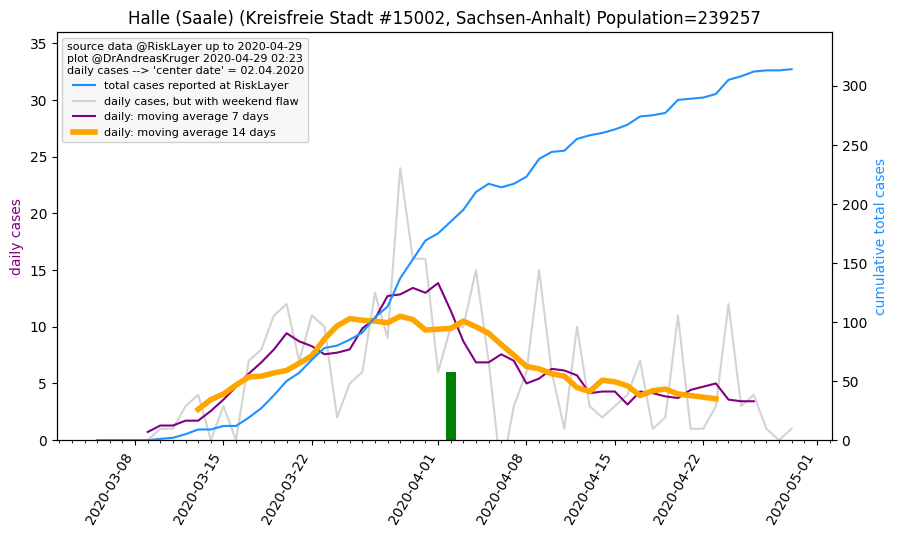 Halle (Saale) (Kreisfreie Stadt #15002, Sachsen-Anhalt) Population=239257
source data @RiskLayer up to 2020-04-29
plot @DrAndreasKruger 2020-04-29 02:23
daily cases --> 'center date' = 02.04.2020
total cases reported at RiskLayer
daily cases, but with weekend flaw
daily: moving average 7 days
daily: moving average 14 days
daily cases
35
30
25
20
15
10
5
0
cumulative total cases
300
250
200
150
100
50
0
2020-03-08
2020-03-15
2020-03-22
2020-04-01
2020-04-08
2020-04-15
2020-04-22
2020-05-01